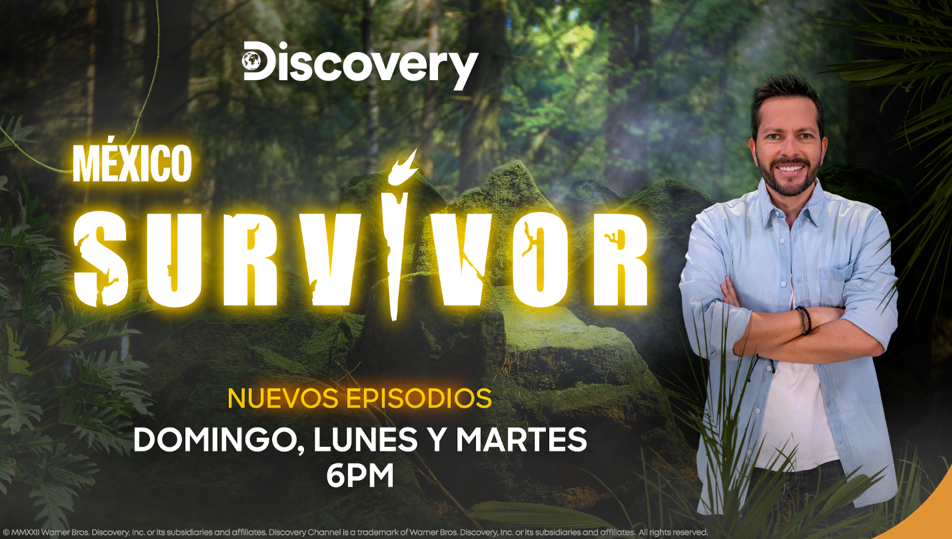 Discovery
MÉXICO
SURVIVOR
NUEVOS EPISODIOS
DOMINGO, LUNES Y MARTES
6PM
© MMXXII Warner Bros. Discovery, Inc. or its subsidiaries and affiliates. Discovery Channel is a trademark of Warner Bros. Discovery, Inc. or its subsidiaries and affiliates. All rights reserved.